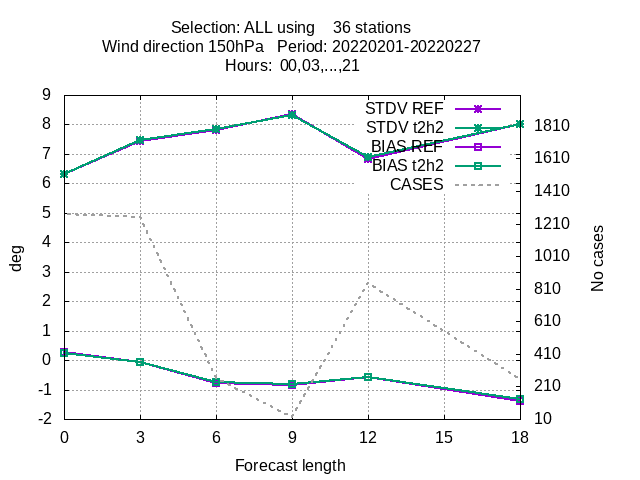 Selection: ALL using    36 stations
Wind direction 150hPa   Period: 20220201-20220227
Hours:  00,03,...,21
STDV REF
STDV t2h2
BIAS REF
BIAS t2h2
CASES
deg
9
8
7
6
5
4
3
2
1
0
-1
-2
1810
1610
1410
1210
1010
810
610
410
210
10
No cases
0 3 6 9 12 15 18
Forecast length